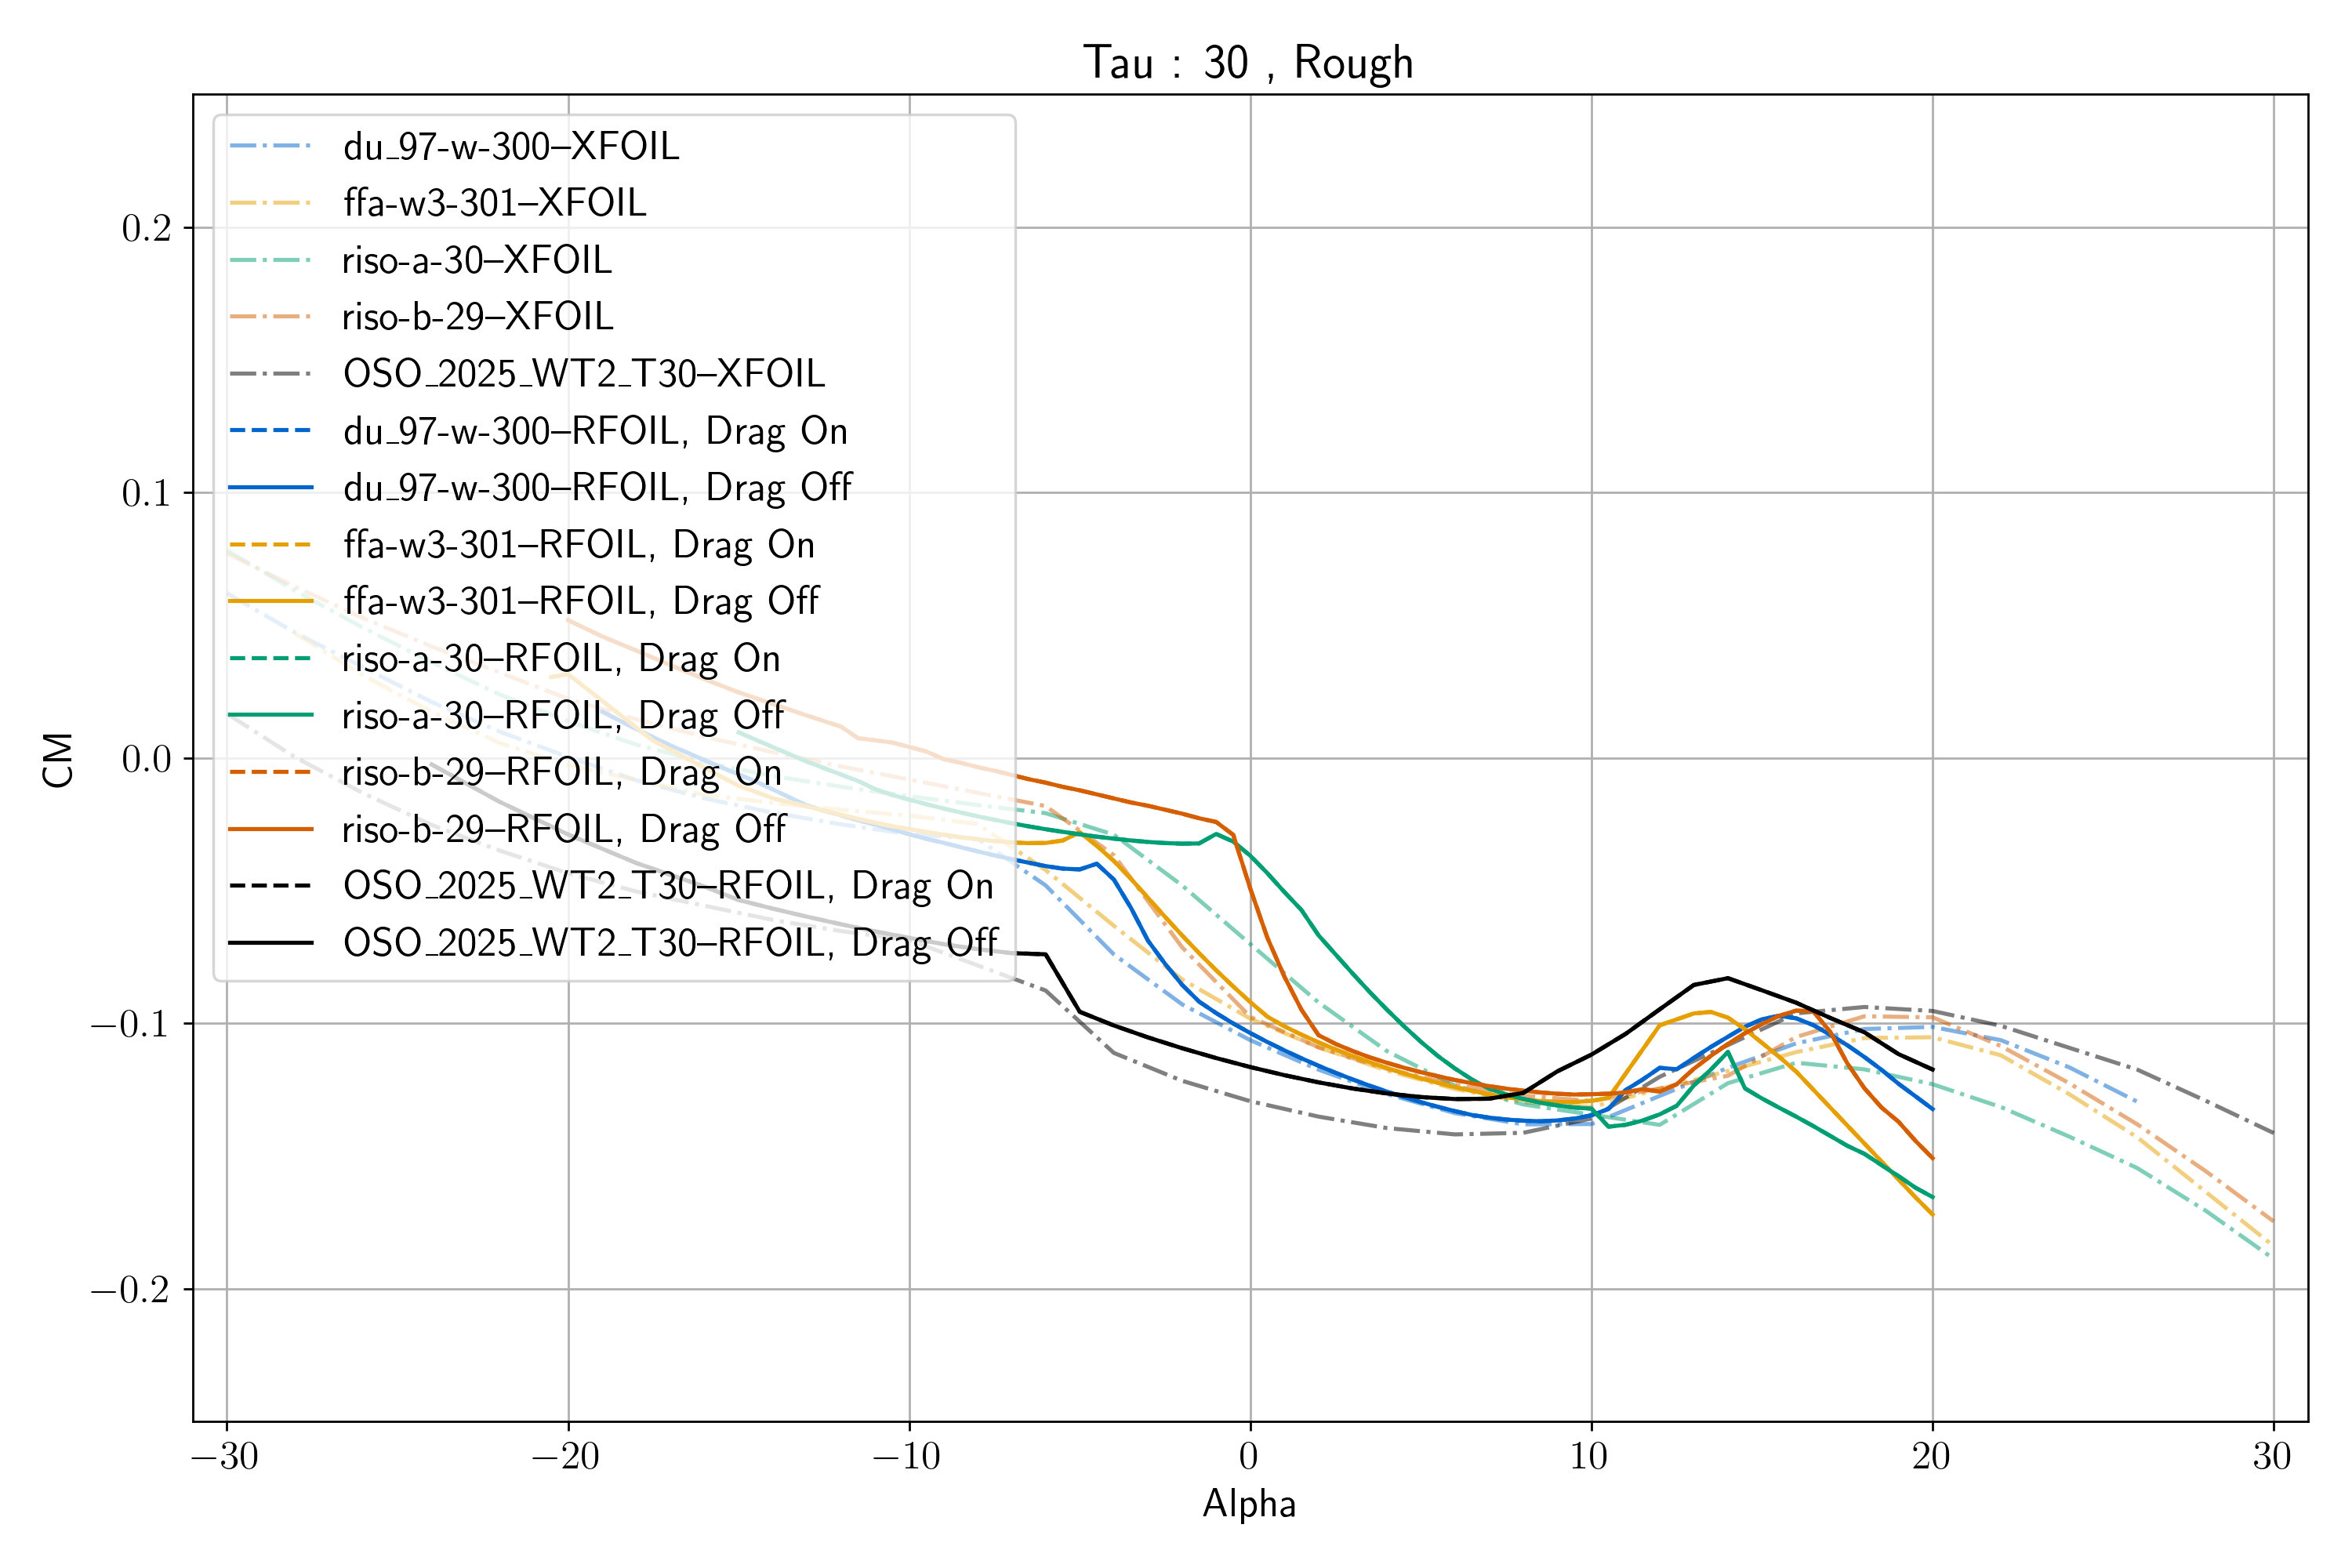 Tau : 30 , Rough
du_97-w-300–XFOIL
ffa-w3-301–XFOIL
riso-a-30–XFOIL
riso-b-29–XFOIL
OSO_2025_WT2_T30–XFOIL
du_97-w-300–RFOIL, Drag On
du_97-w-300–RFOIL, Drag Off
ffa-w3-301–RFOIL, Drag On
ffa-w3-301–RFOIL, Drag Off
riso-a-30–RFOIL, Drag On
riso-a-30–RFOIL, Drag Off
riso-b-29–RFOIL, Drag On
riso-b-29–RFOIL, Drag Off
OSO_2025_WT2_T30–RFOIL, Drag On
OSO_2025_WT2_T30–RFOIL, Drag Off
0.2
0.1
0.0
−0.1
−0.2
CM
−30 −20 −10 0 10 20 30
Alpha